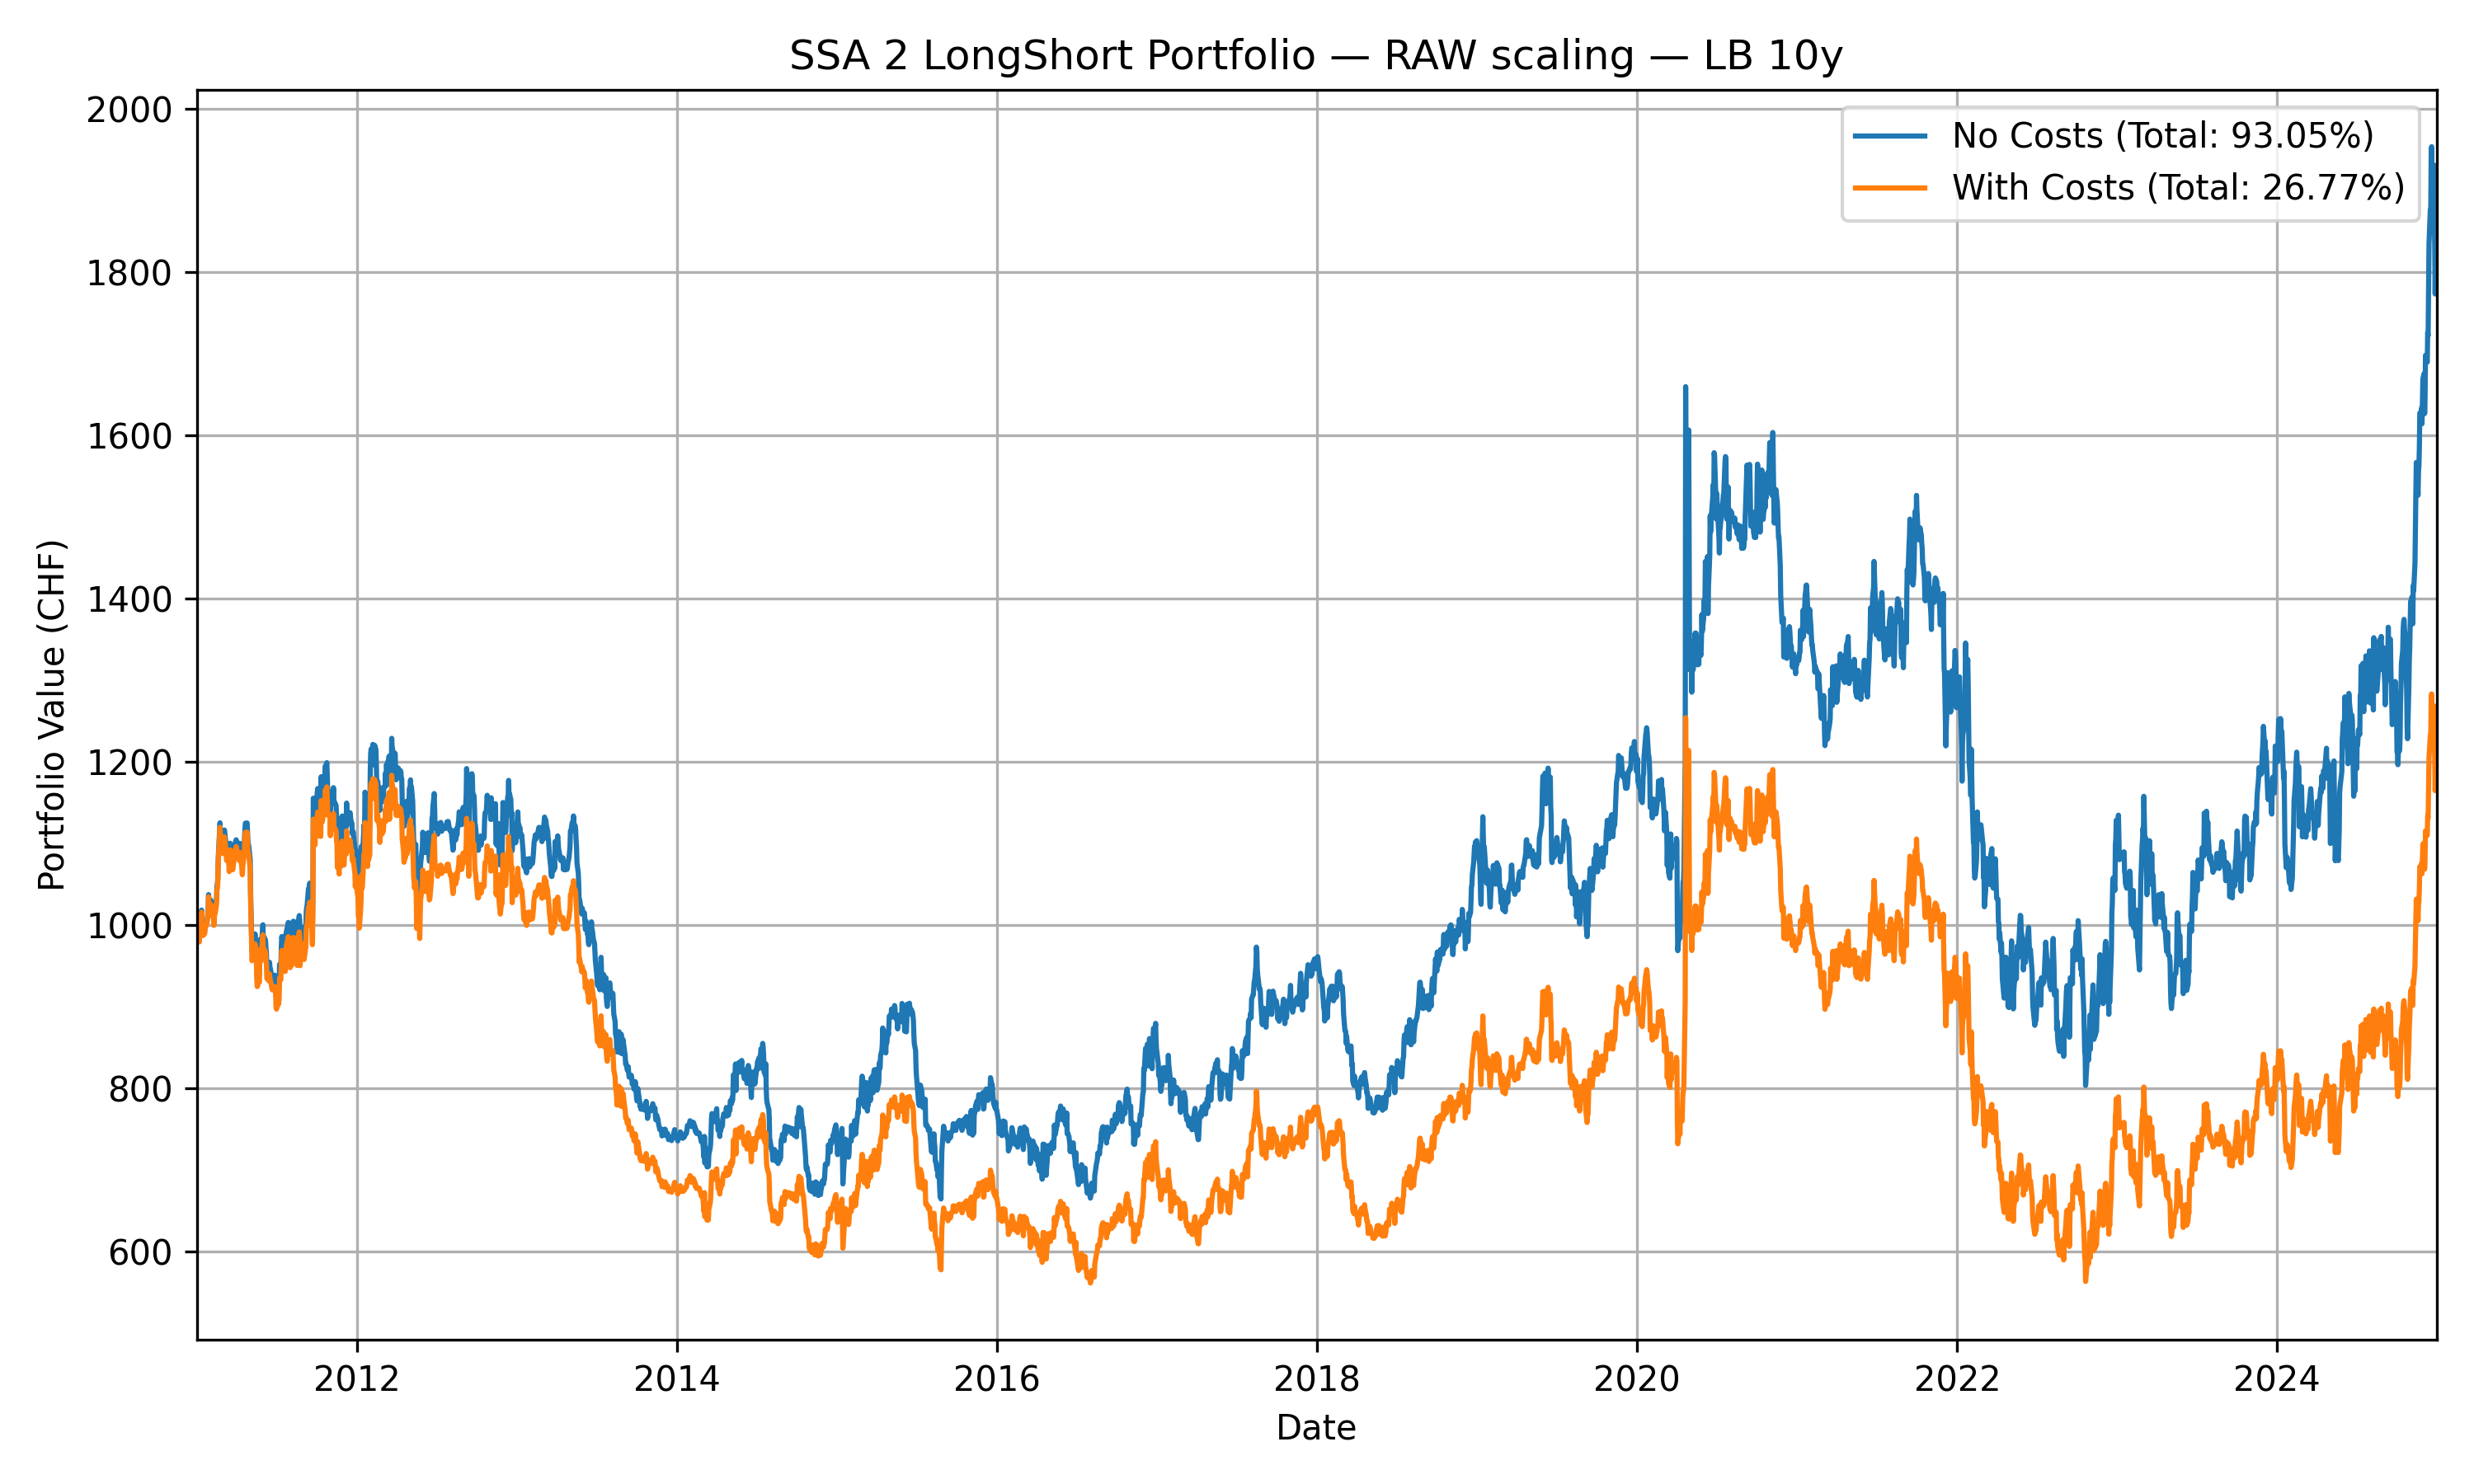 SSA 2 LongShort Portfolio — RAW scaling — LB 10y
No Costs (Total: 93.05%)
With Costs (Total: 26.77%)
Portfolio Value (CHF)
2000
1800
1600
1400
1200
1000
800
600
2012 2014 2016 2018 2020 2022 2024
Date